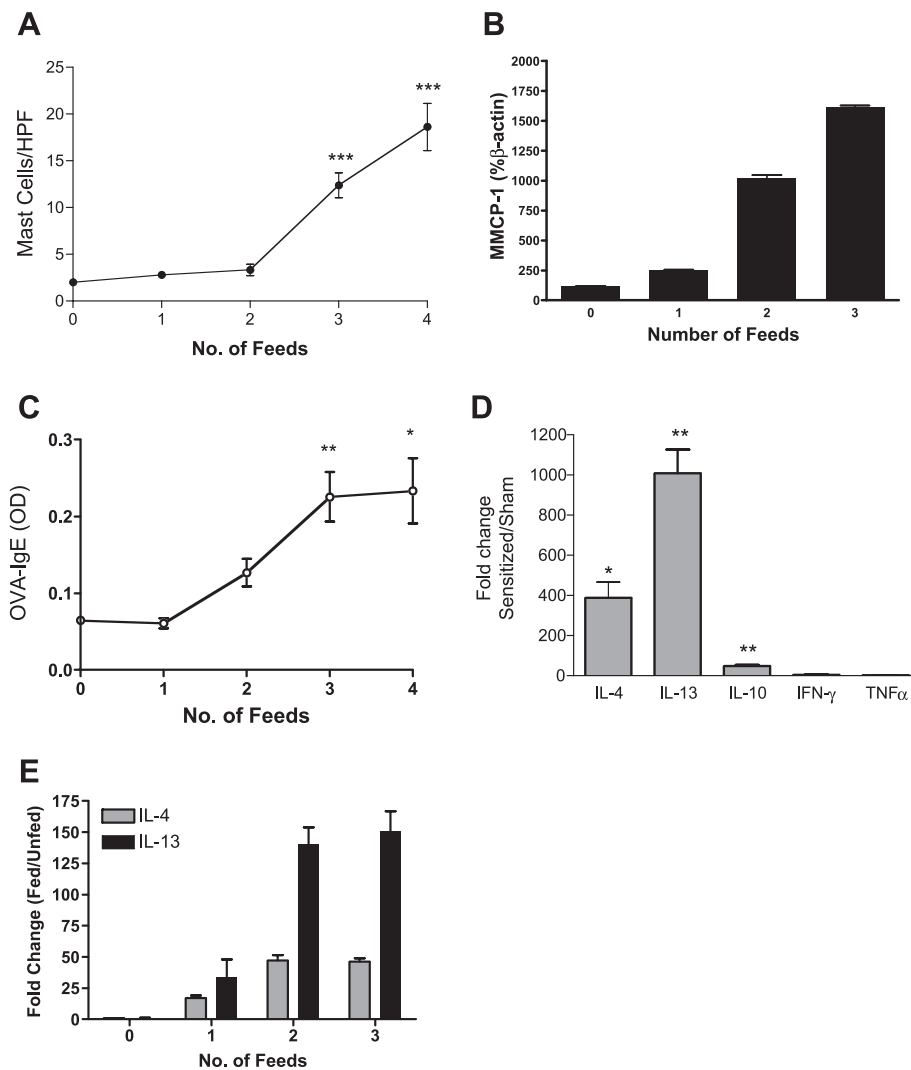 A
Mast Cells/HPF
25
20
15
10
5
0
***
***
0 1 2 3 4
No. of Feeds
B
MMCP-1 (%β-actin)
2000
1750
1500
1250
1000
750
500
250
0
0 1 2 3
Number of Feeds
C
OVA-IgE (OD)
0.3
0.2
0.1
0.0
**
*
0 1 2 3 4
No. of Feeds
D
Fold change
Sensitized/Sham
1200
1000
800
600
400
200
0
*
**
**
IL-4 IL-13 IL-10 IFN-γ TNFα
E
Fold Change (Fed/Unfed)
175
150
125
100
75
50
25
0
IL-4
IL-13
0 1 2 3
No. of Feeds